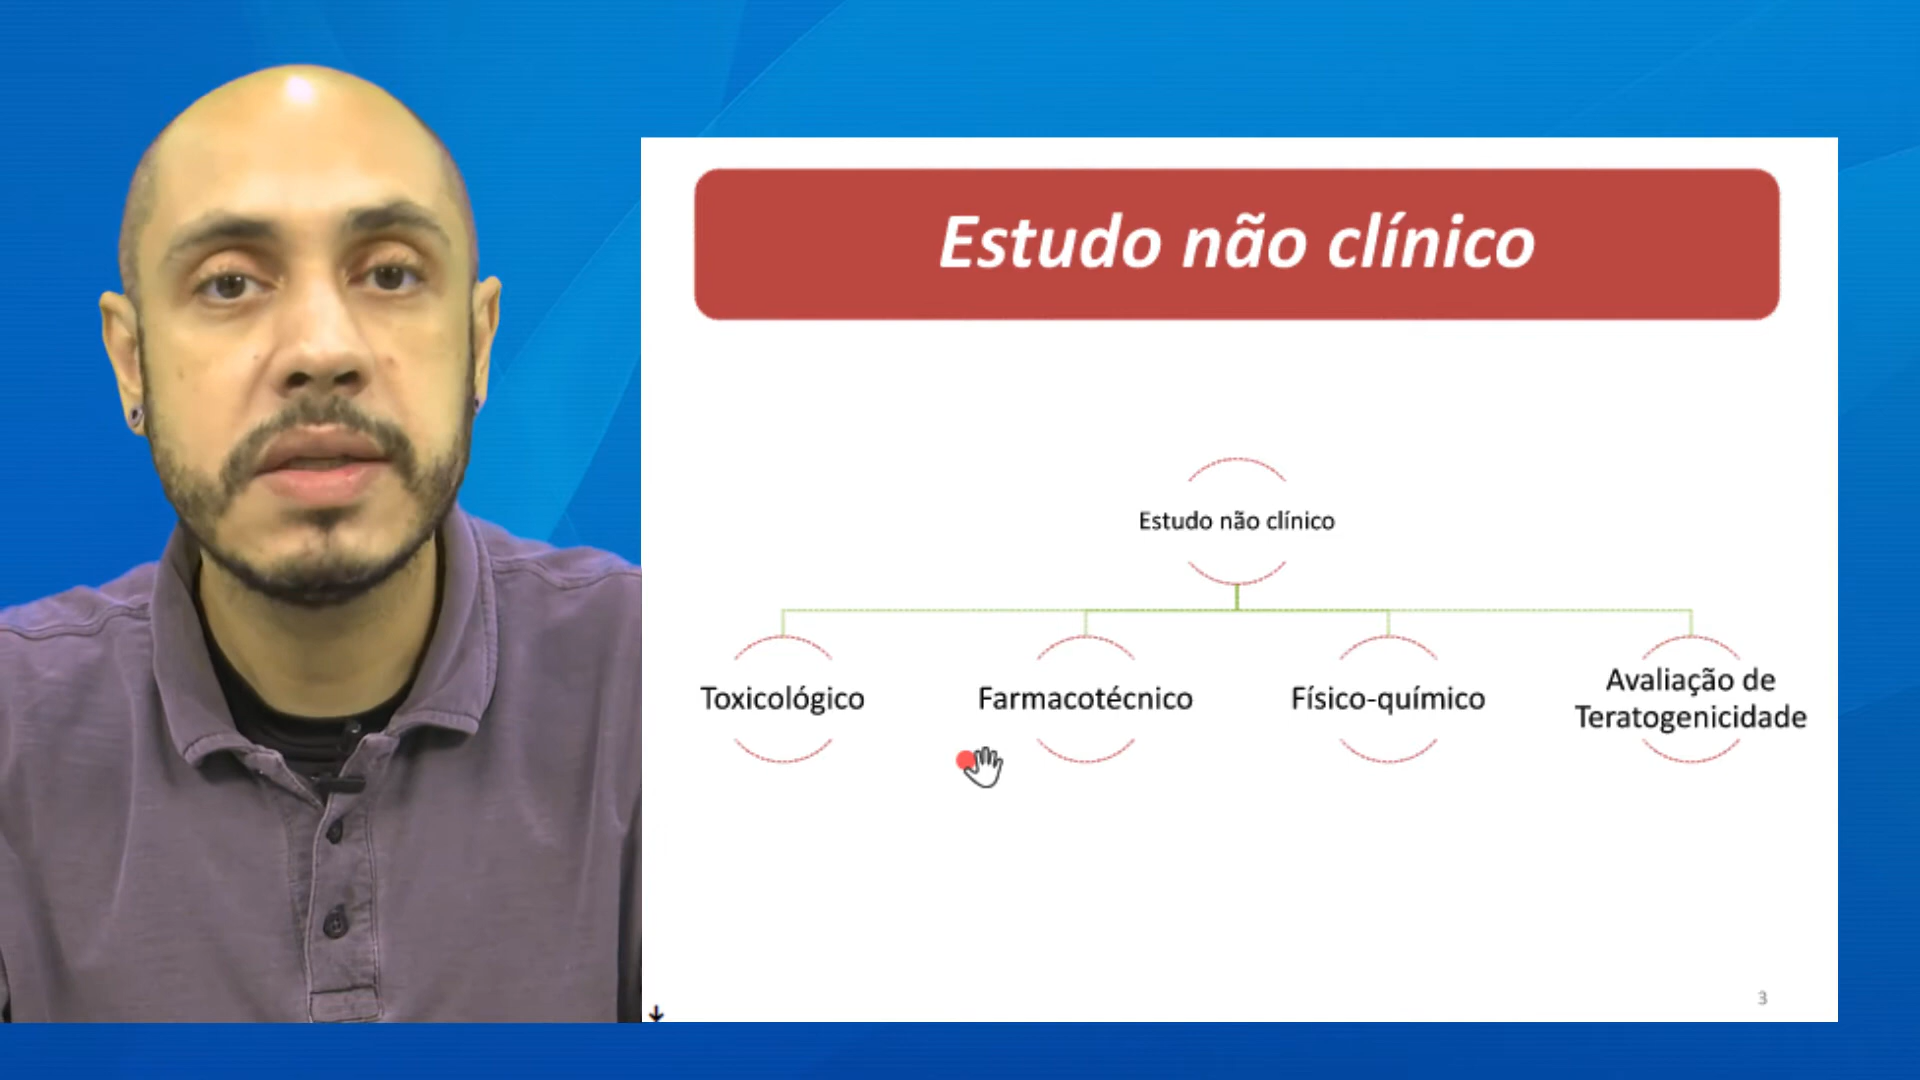 Estudo não clínico
Estudo não clínico
Toxicológico
Farmacotécnico
Físico-químico
Avaliação de
Teratogenicidade
3